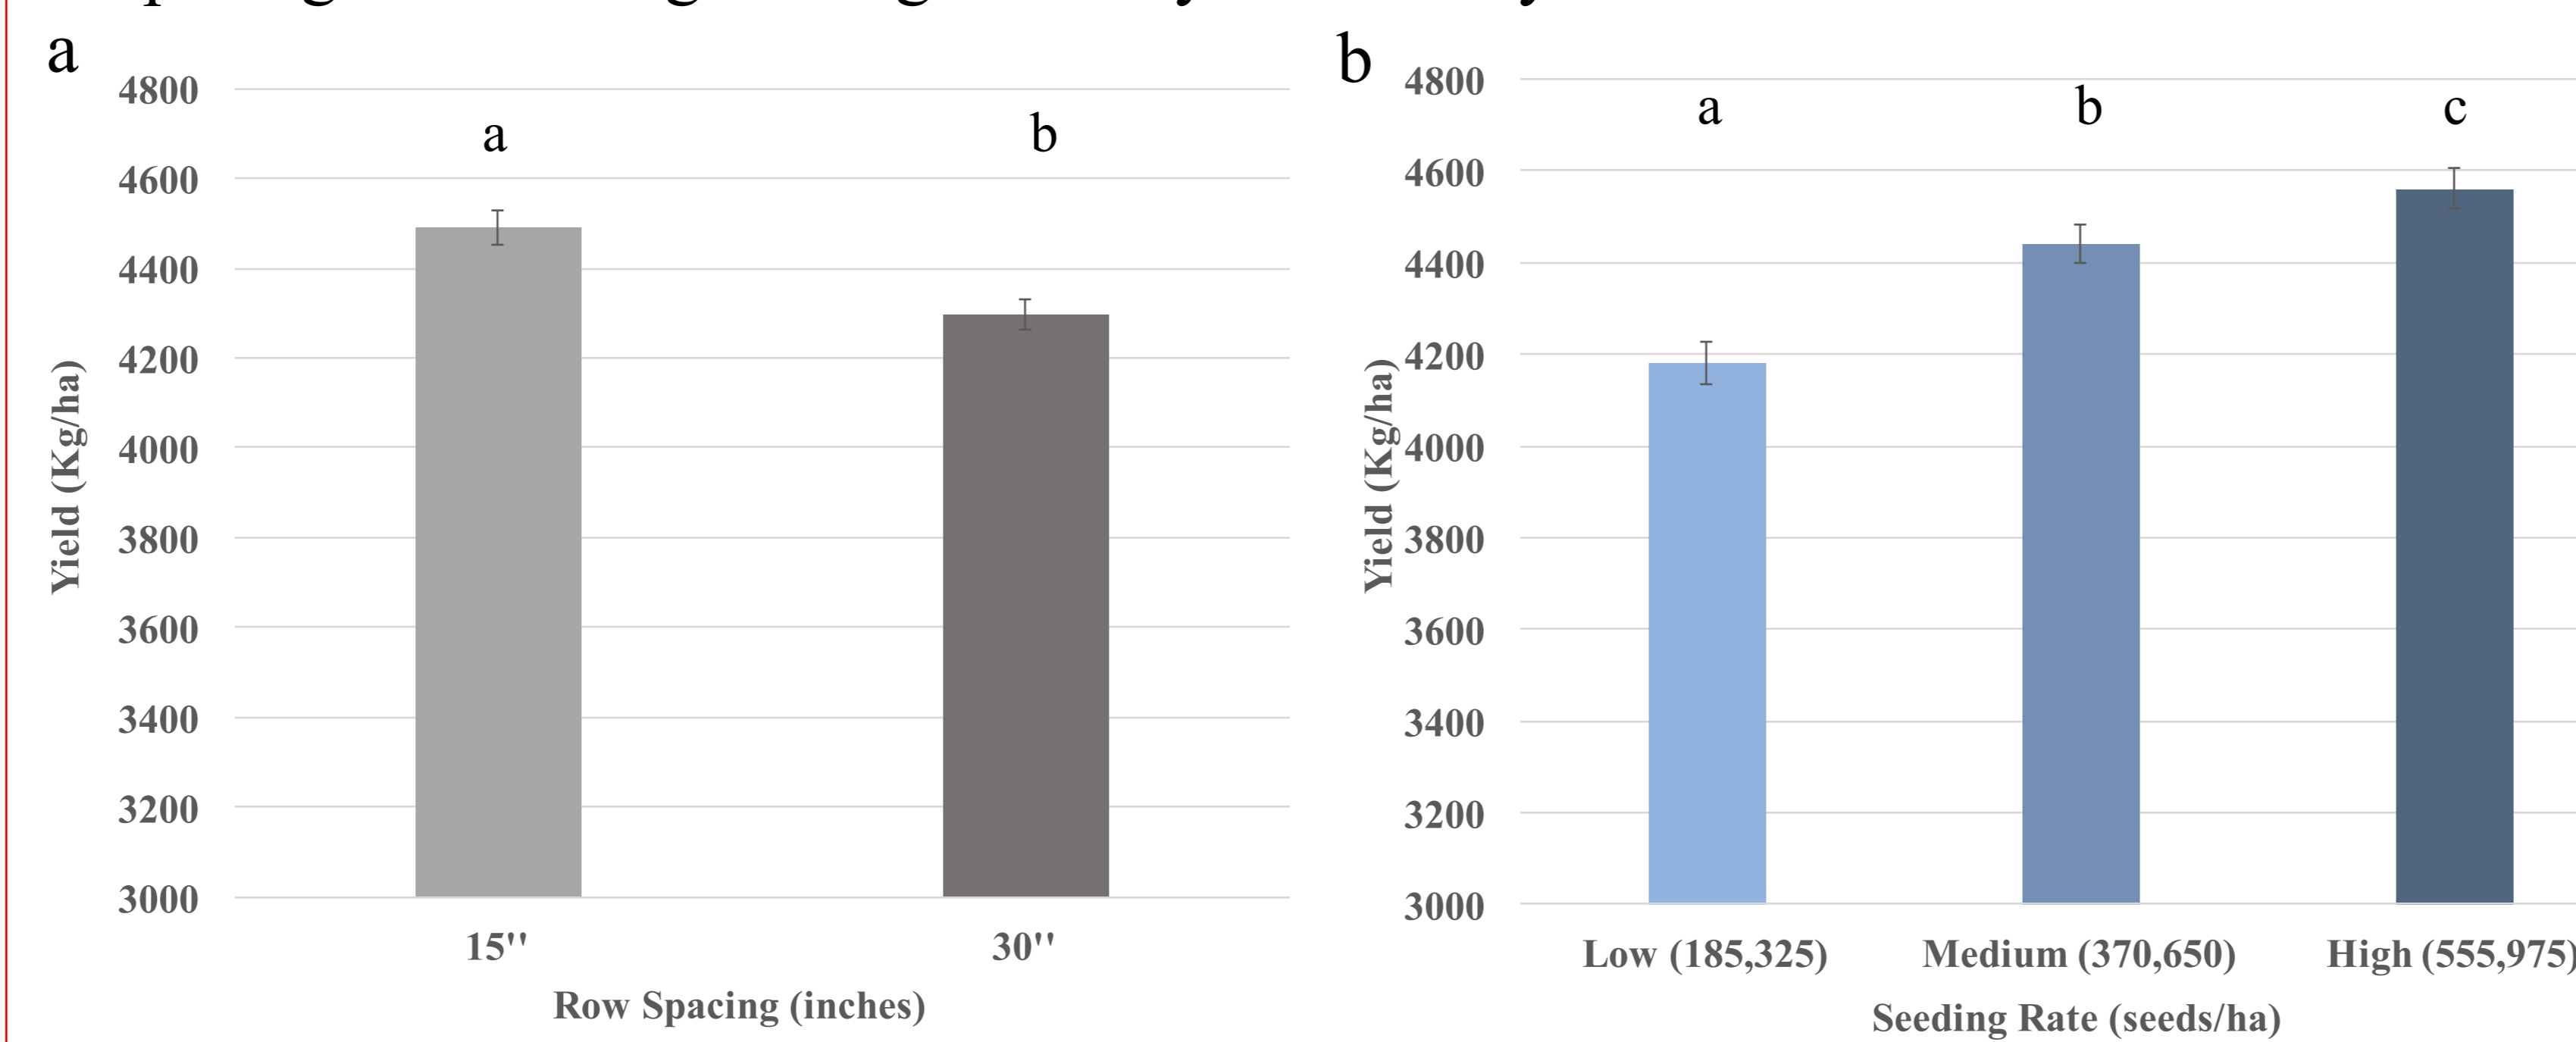 a
4800
4600
4400
4200
4000
3800
3600
3400
3200
3000
Yield (Kg/ha)
a
b
15''
30''
Row Spacing (inches)
b
4800
4600
4400
4200
4000
3800
3600
3400
3200
3000
Yield (Kg/ha)
a
b
c
Low (185,325)
Medium (370,650)
High (555,975)
Seeding Rate (seeds/ha)